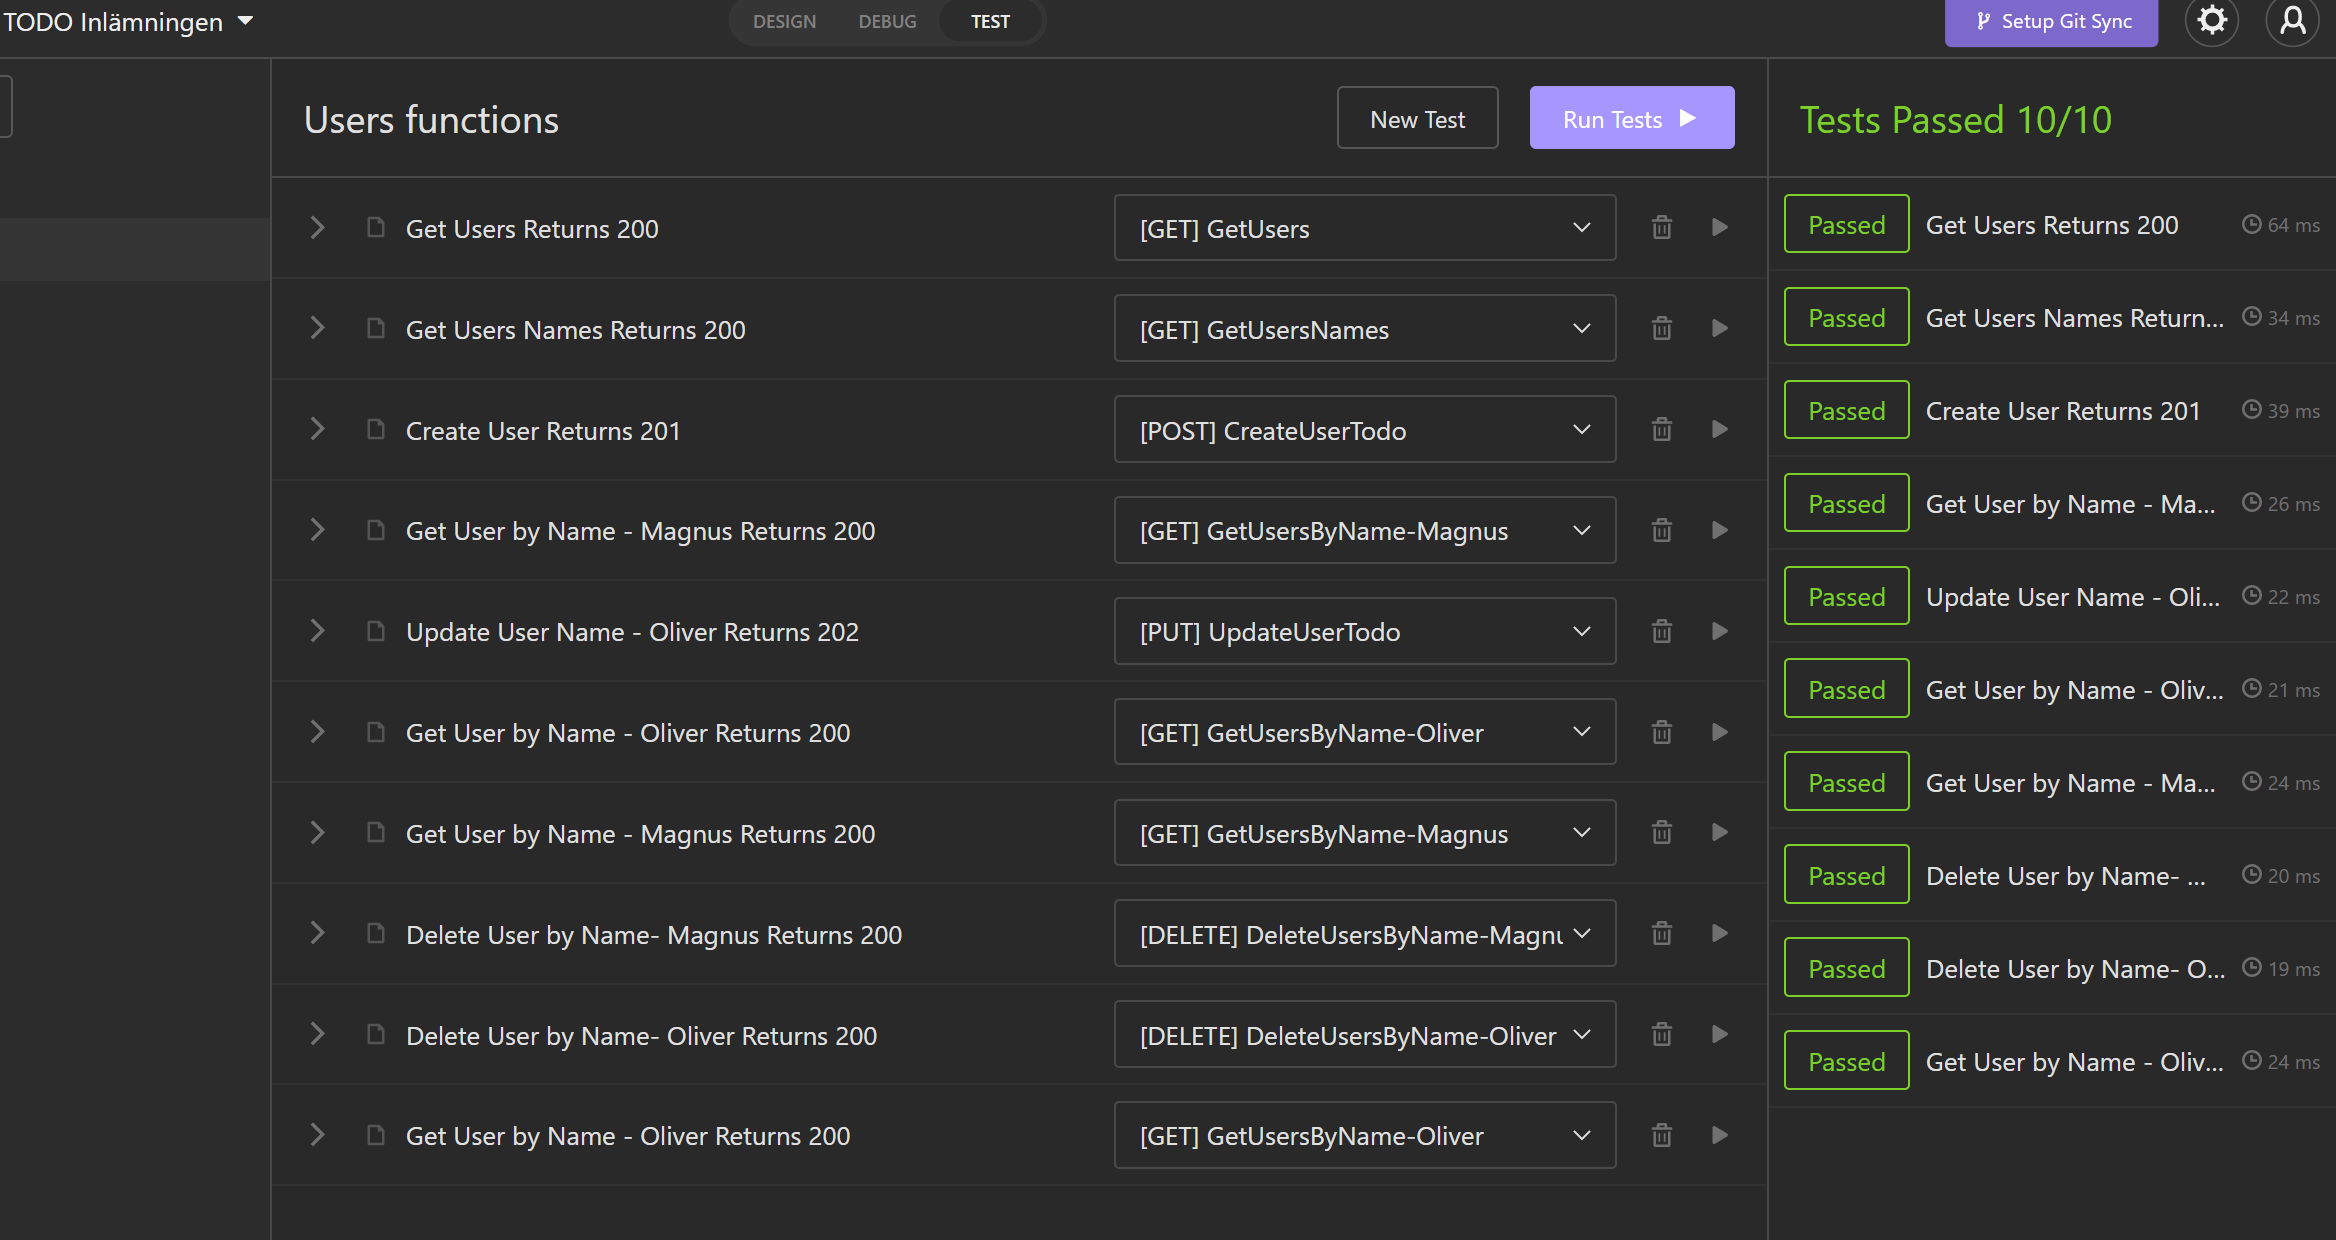 TODO Inlämningen
DESIGN DEBUG TEST
Setup Git Sync
Users functions
New Test
Run Tests
Tests Passed 10/10
Get Users Returns 200 [GET] GetUsers
Get Users Names Returns 200 [GET] GetUsersNames
Create User Returns 201 [POST] CreateUserTodo
Get User by Name - Magnus Returns 200 [GET] GetUsersByName-Magnus
Update User Name - Oliver Returns 202 [PUT] UpdateUserTodo
Get User by Name - Oliver Returns 200 [GET] GetUsersByName-Oliver
Get User by Name - Magnus Returns 200 [GET] GetUsersByName-Magnus
Delete User by Name- Magnus Returns 200 [DELETE] DeleteUsersByName-Magnu
Delete User by Name- Oliver Returns 200 [DELETE] DeleteUsersByName-Oliver
Get User by Name - Oliver Returns 200 [GET] GetUsersByName-Oliver
Passed Get Users Returns 200 64 ms
Passed Get Users Names Return... 34 ms
Passed Create User Returns 201 39 ms
Passed Get User by Name - Ma... 26 ms
Passed Update User Name - Oli... 22 ms
Passed Get User by Name - Oliv... 21 ms
Passed Get User by Name - Ma... 24 ms
Passed Delete User by Name- ... 20 ms
Passed Delete User by Name- O... 19 ms
Passed Get User by Name - Oliv... 24 ms